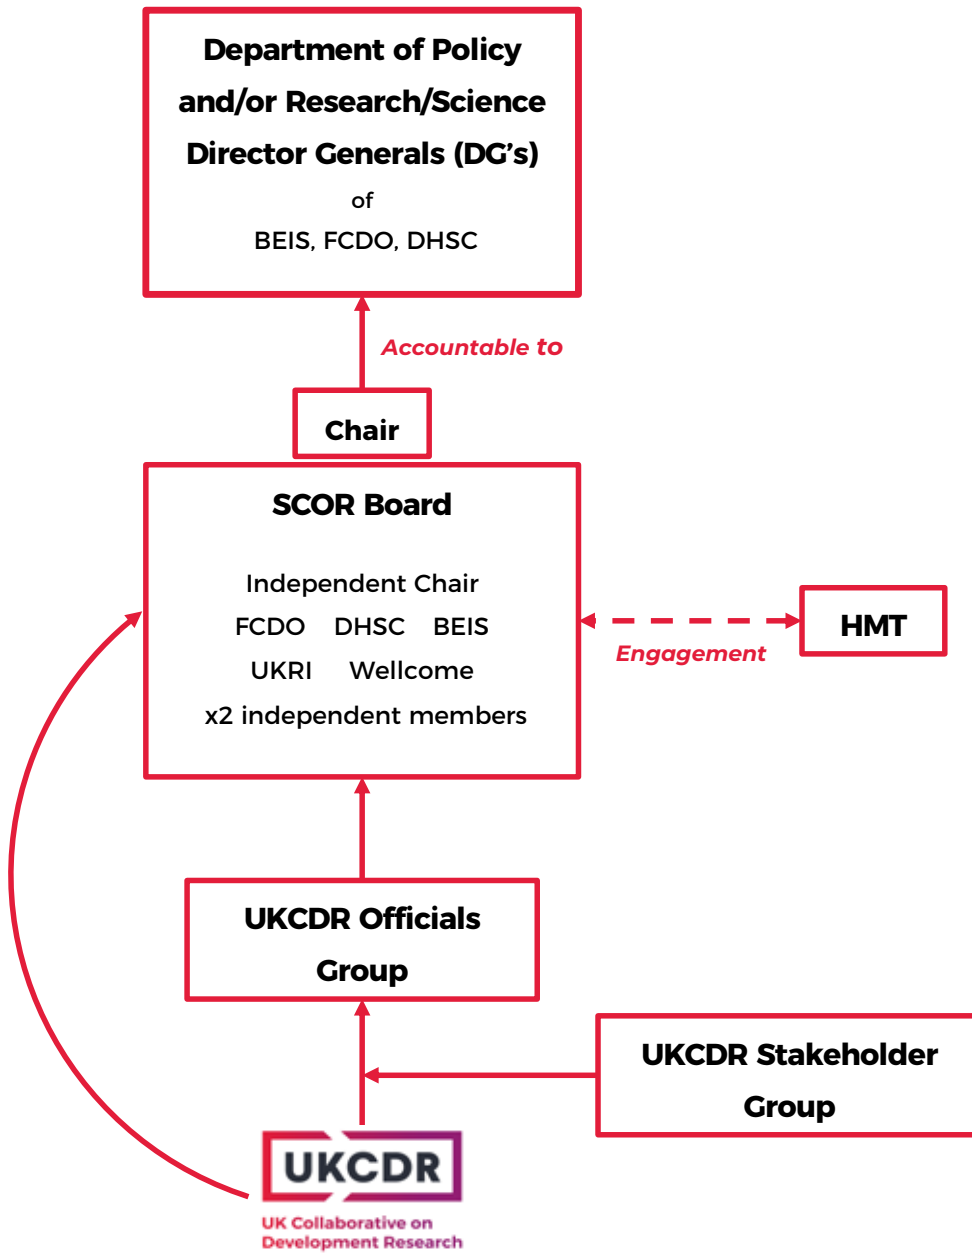 Department of Policy
and/or Research/Science
Director Generals (DG's)
of
BEIS, FCDO, DHSC
Accountable to
Chair
SCOR Board
Independent Chair
FCDO DHSC BEIS
UKRI Wellcome
x2 independent members
HMT
Engagement
UKCDR Officials
Group
UKCDR Stakeholder
Group
UKCDR
UK Collaborative on
Development Research